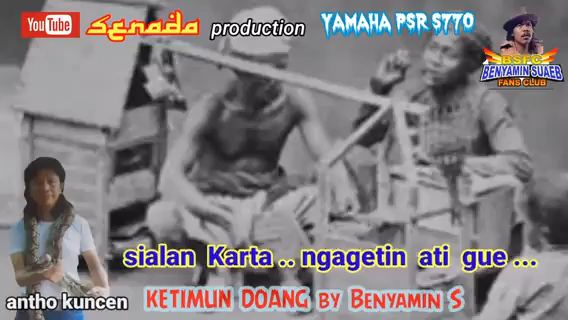 YouTube SENADA production YAMAHA PSR S770
BSFC
BENYAMIN SUAEB
FANS CLUB
sialan Karta .. ngagetin ati gue ...
antho kuncen KETIMUN DOANG BY BENYAMIN S